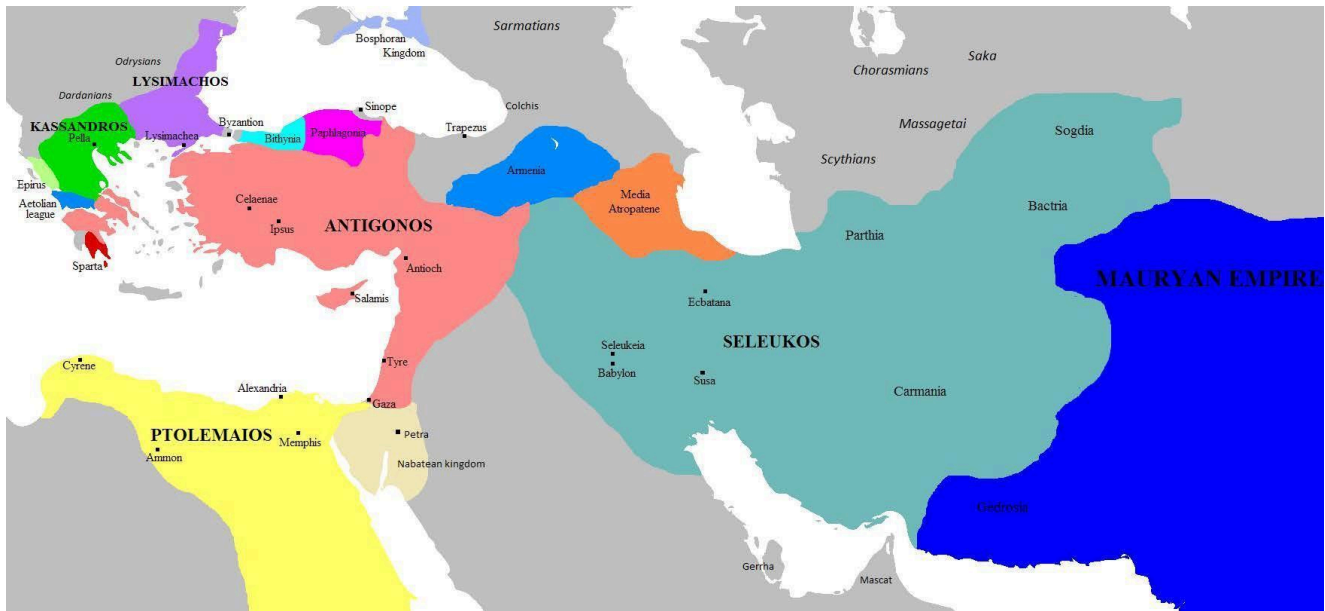 Sarmatians
Bosphoran
Kingdom
Saka
Odrysians
Chorasmians
LYSIMACHOS
Dardanians
Sinope
Colchis
Byzantion
KASSANDROS
Pella
Lysimachea
Bithynia
Paphlagonia
Trapezus
Massagetai
Sogdia
Scythians
Epirus
Armenia
Aetolian
league
Celaenae
Media
Atropatene
Bactria
Ipsus
ANTIGONOS
Parthia
Sparta
Antioch
MAURYAN EMPIRE
Salamis
Ecbatana
SELEUKOS
Seleukeia
Babylon
Cyrene
Tyre
Susa
Alexandria
Carmania
Gaza
PTOLEMAIOS
Memphis
Petra
Ammon
Nabatean kingdom
Gedrosia
Gerrha
Mascat